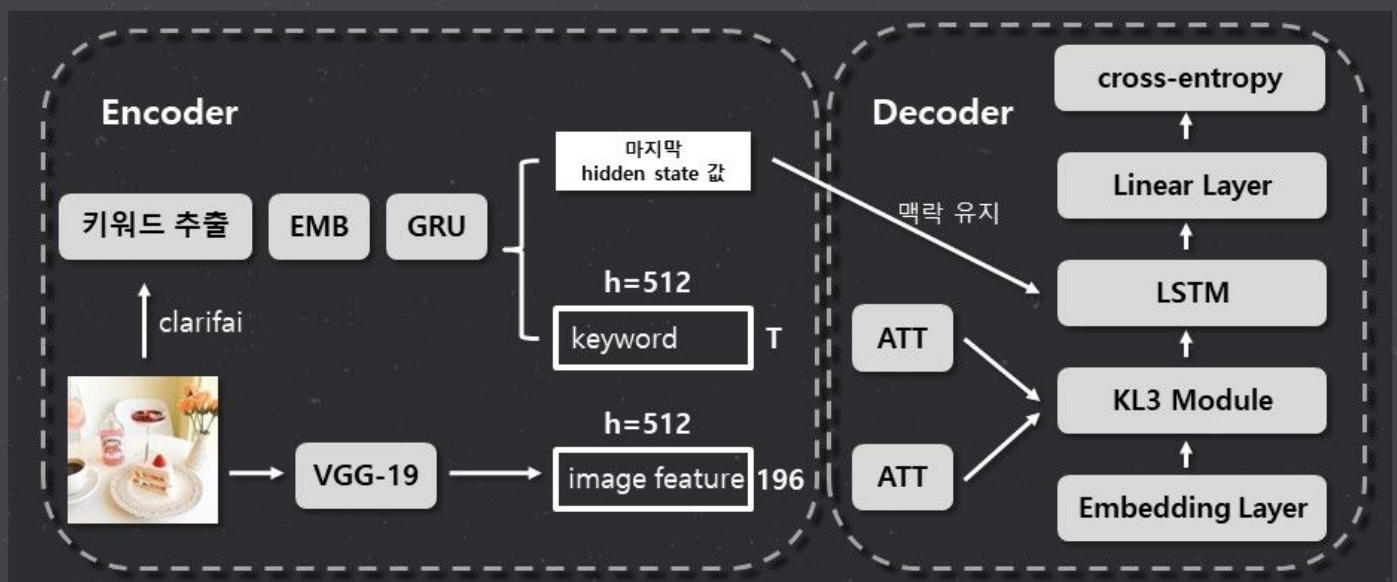 Encoder
키워드 추출
EMB
GRU
마지막
hidden state 값
clarifai
h=512
keyword
T
VGG-19
h=512
image feature
196
Decoder
맥락 유지
ATT
ATT
cross-entropy
Linear Layer
LSTM
KL3 Module
Embedding Layer